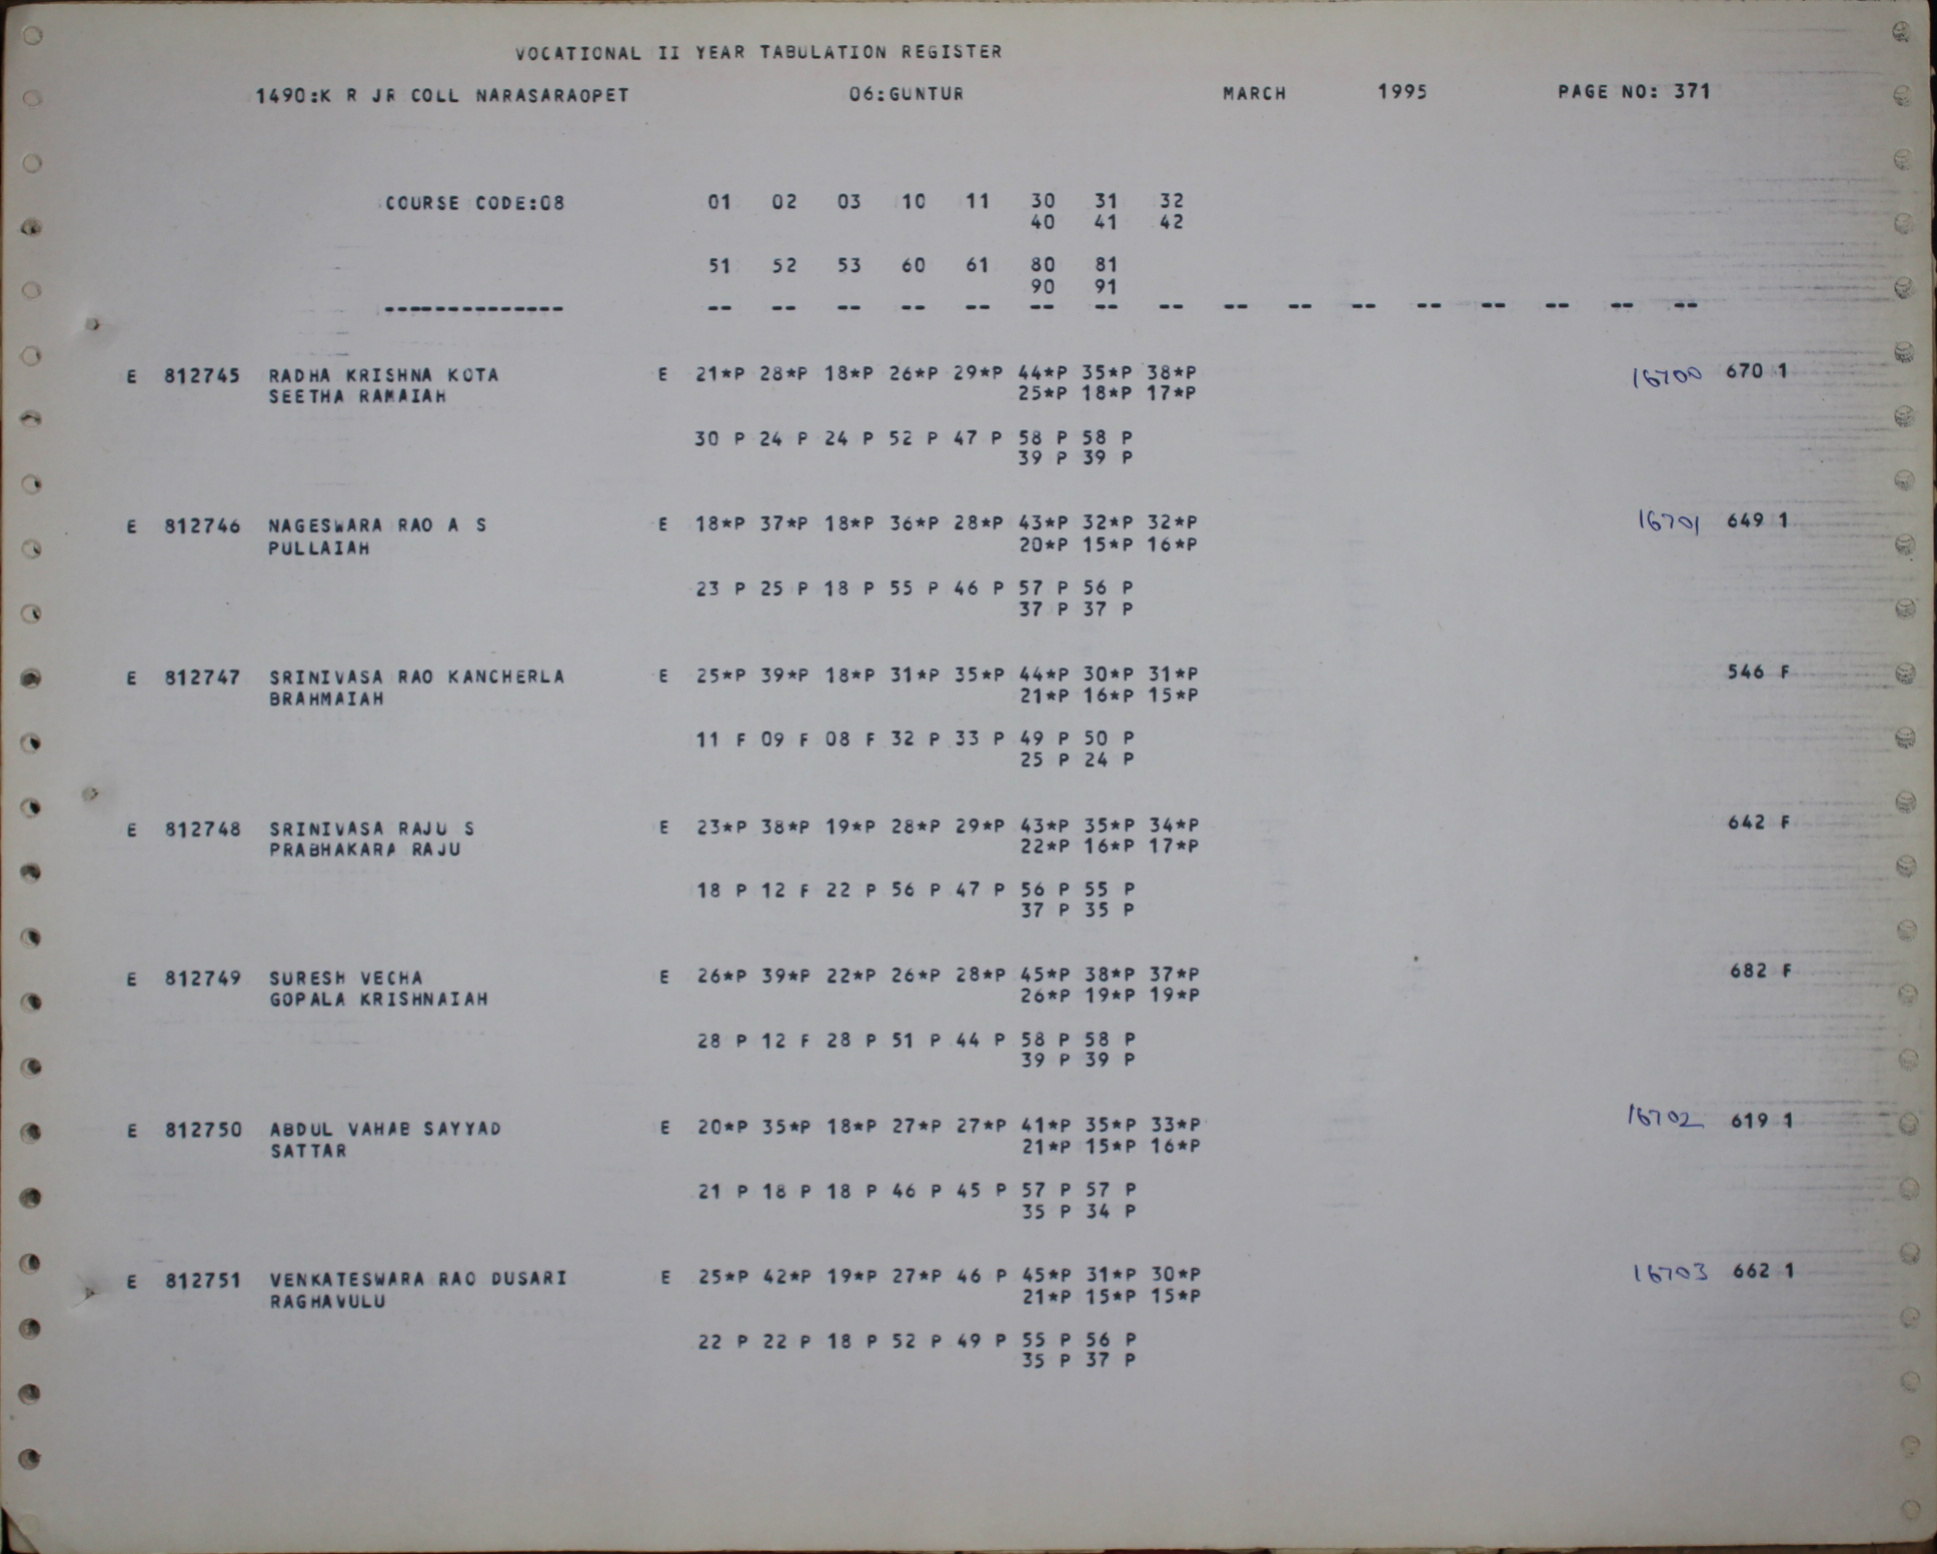 VOCATIONAL II YEAR TABULATION REGISTER
1490:K R JR COLL NARASARAOPET 06:GUNTUR MARCH 1995 PAGE NO: 371
COURSE CODE:08 01 02 03 10 11 30 31 32
40 41 42
51 52 53 60 61 80 81
90 91
-------------- -- -- -- -- -- -- -- -- -- -- -- -- -- -- -- --
E 812745 RADHA KRISHNA KOTA E 21*P 28*P 18*P 26*P 29*P 44*P 35*P 38*P 16700 670 1
SEETHA RAMAIAH 25*P 18*P 17*P
30 P 24 P 24 P 52 P 47 P 58 P 58 P
39 P 39 P
E 812746 NAGESWARA RAO A S E 18*P 37*P 18*P 36*P 28*P 43*P 32*P 32*P 16701 649 1
PULLAIAH 20*P 15*P 16*P
23 P 25 P 18 P 55 P 46 P 57 P 56 P
37 P 37 P
E 812747 SRINIVASA RAO KANCHERLA E 25*P 39*P 18*P 31*P 35*P 44*P 30*P 31*P 546 F
BRAHMAIAH 21*P 16*P 15*P
11 F 09 F 08 F 32 P 33 P 49 P 50 P
25 P 24 P
E 812748 SRINIVASA RAJU S E 23*P 38*P 19*P 28*P 29*P 43*P 35*P 34*P 642 F
PRABHAKARA RAJU 22*P 16*P 17*P
18 P 12 F 22 P 56 P 47 P 56 P 55 P
37 P 35 P
E 812749 SURESH VECHA E 26*P 39*P 22*P 26*P 28*P 45*P 38*P 37*P 682 F
GOPALA KRISHNAIAH 26*P 19*P 19*P
28 P 12 F 28 P 51 P 44 P 58 P 58 P
39 P 39 P
E 812750 ABDUL VAHAB SAYYAD E 20*P 35*P 18*P 27*P 27*P 41*P 35*P 33*P 16702 619 1
SATTAR 21*P 15*P 16*P
21 P 18 P 18 P 46 P 45 P 57 P 57 P
35 P 34 P
E 812751 VENKATESWARA RAO DUSARI E 25*P 42*P 19*P 27*P 46 P 45*P 31*P 30*P 16703 662 1
RAGHAVULU 21*P 15*P 15*P
22 P 22 P 18 P 52 P 49 P 55 P 56 P
35 P 37 P